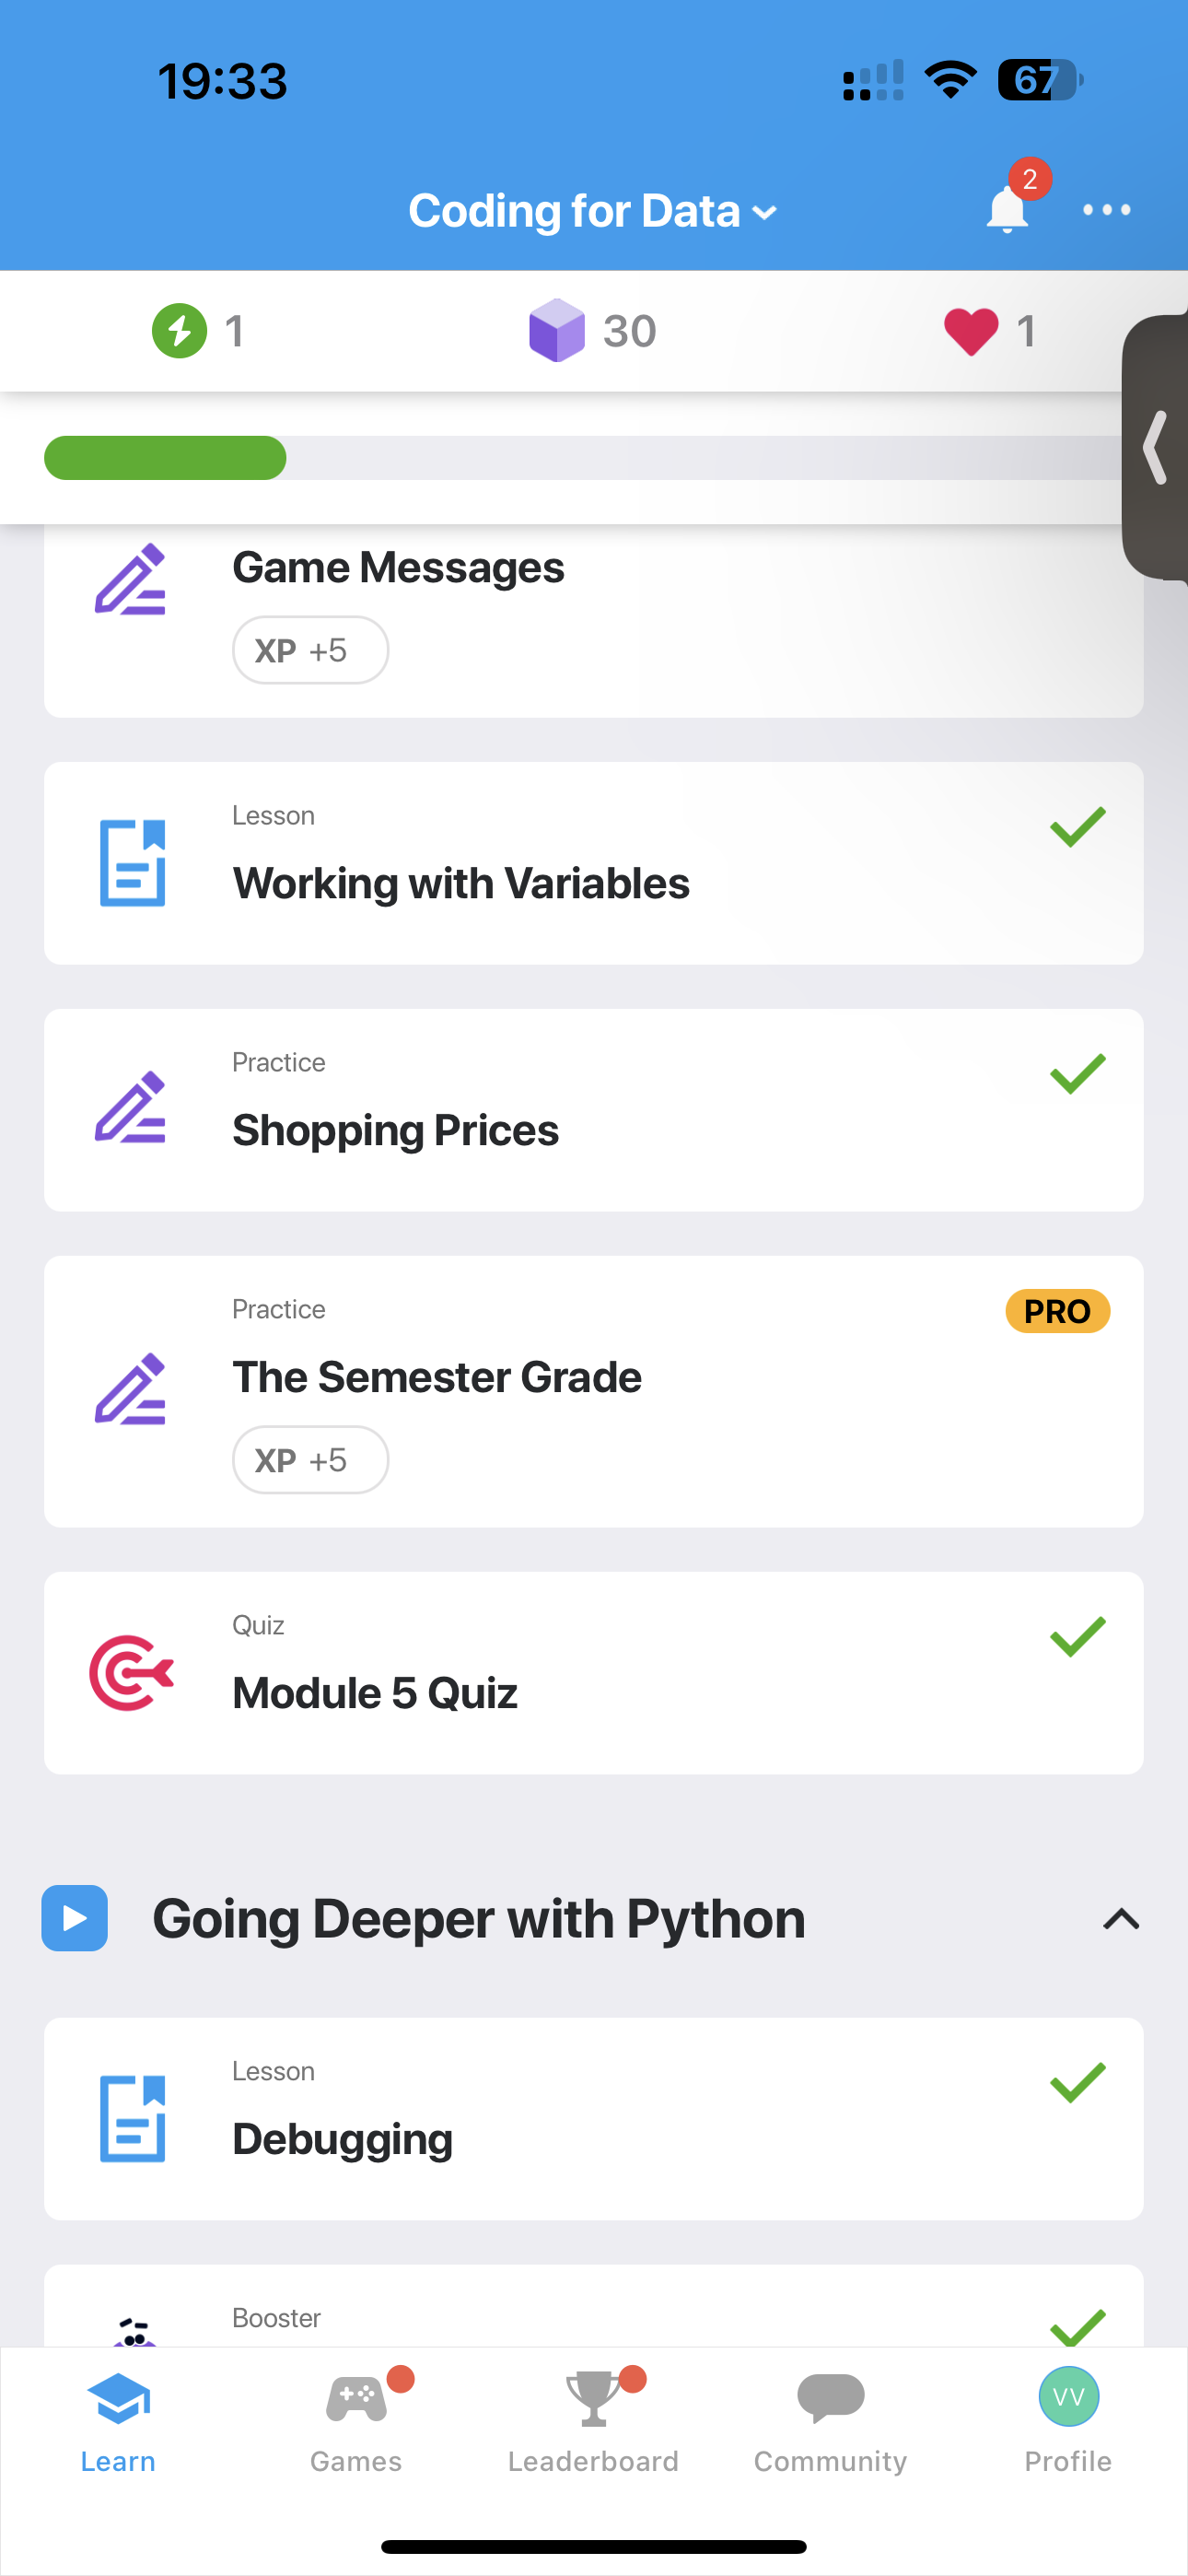 19:33
67
Coding for Data
2
1
30
1
Game Messages
XP +5
Lesson
Working with Variables
Practice
Shopping Prices
Practice
PRO
The Semester Grade
XP +5
Quiz
Module 5 Quiz
Going Deeper with Python
Lesson
Debugging
Booster
VV
Learn
Games
Leaderboard
Community
Profile